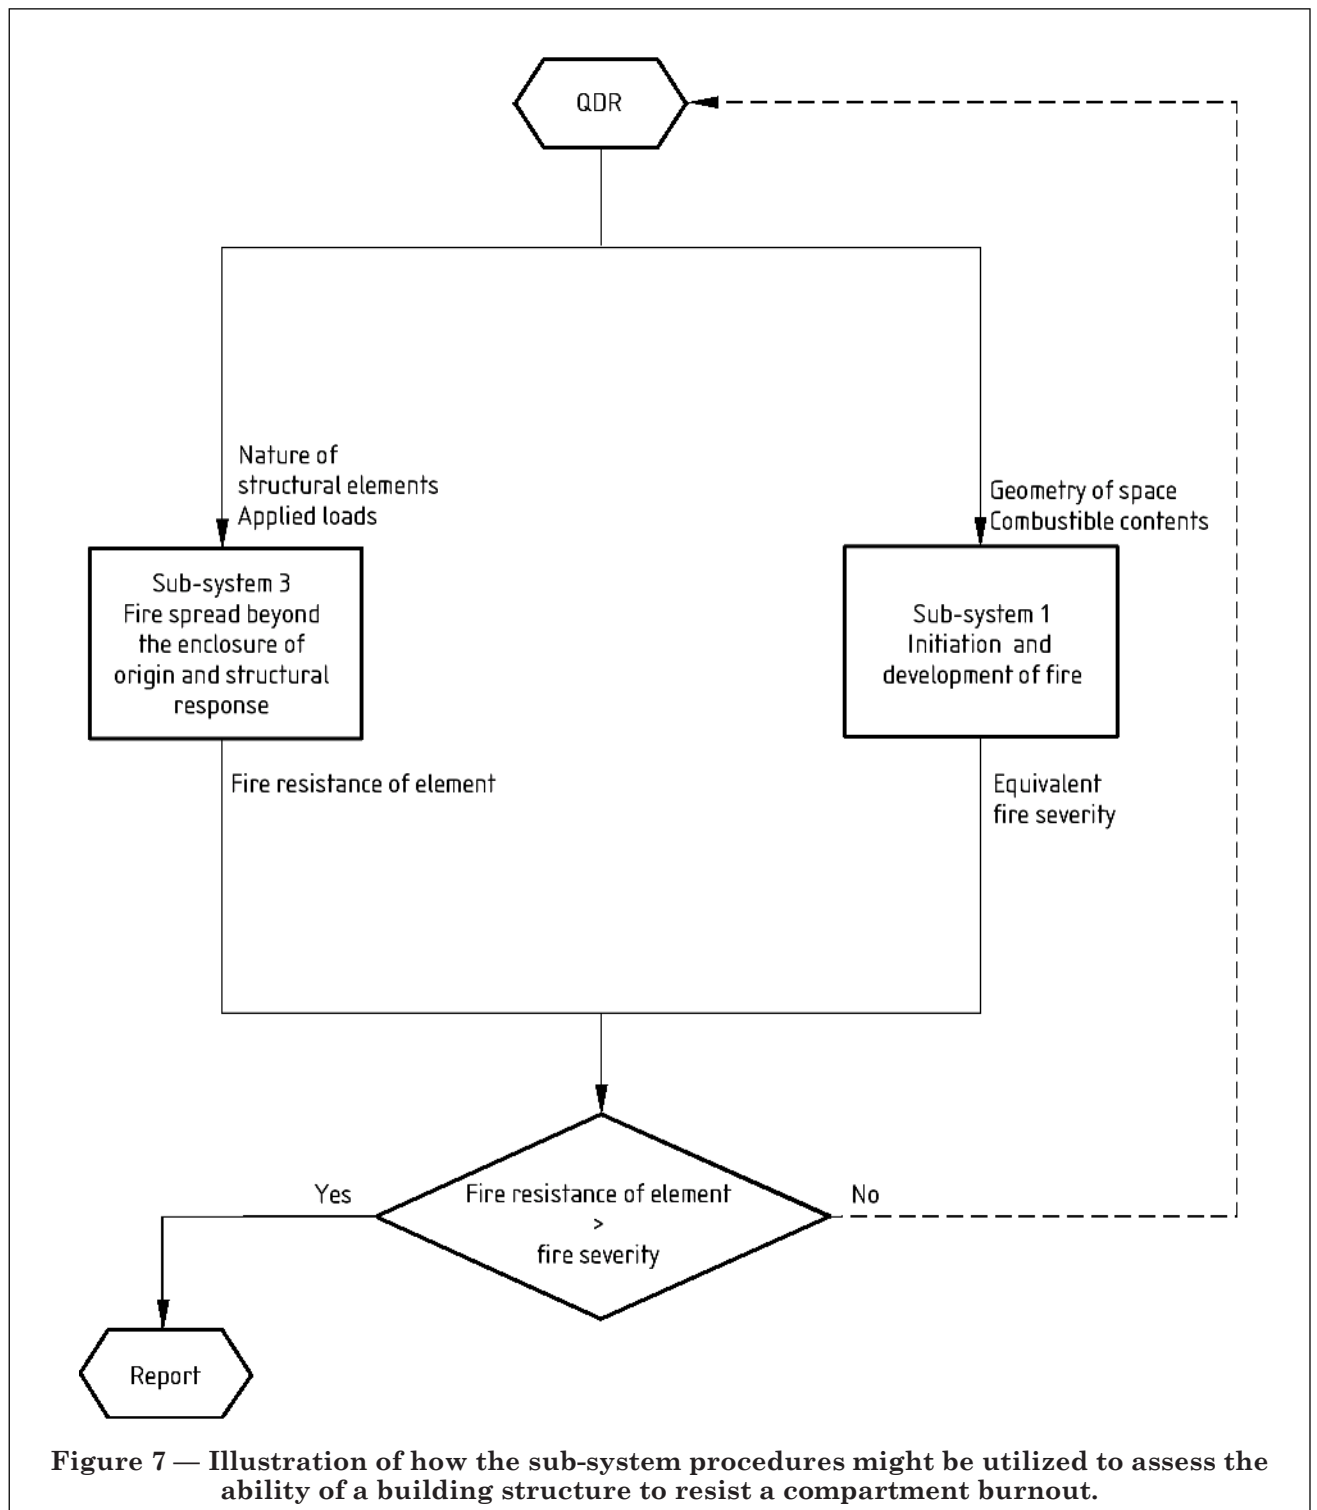 QDR
Nature of
structural elements
Applied loads
Geometry of space
Combustible contents
Sub-system 3
Fire spread beyond
the enclosure of
origin and structural
response
Sub-system 1
Initiation and
development of fire
Fire resistance of element
Equivalent
fire severity
Yes
Fire resistance of element
>
fire severity
No
Report
Figure 7 — Illustration of how the sub-system procedures might be utilized to assess the
ability of a building structure to resist a compartment burnout.